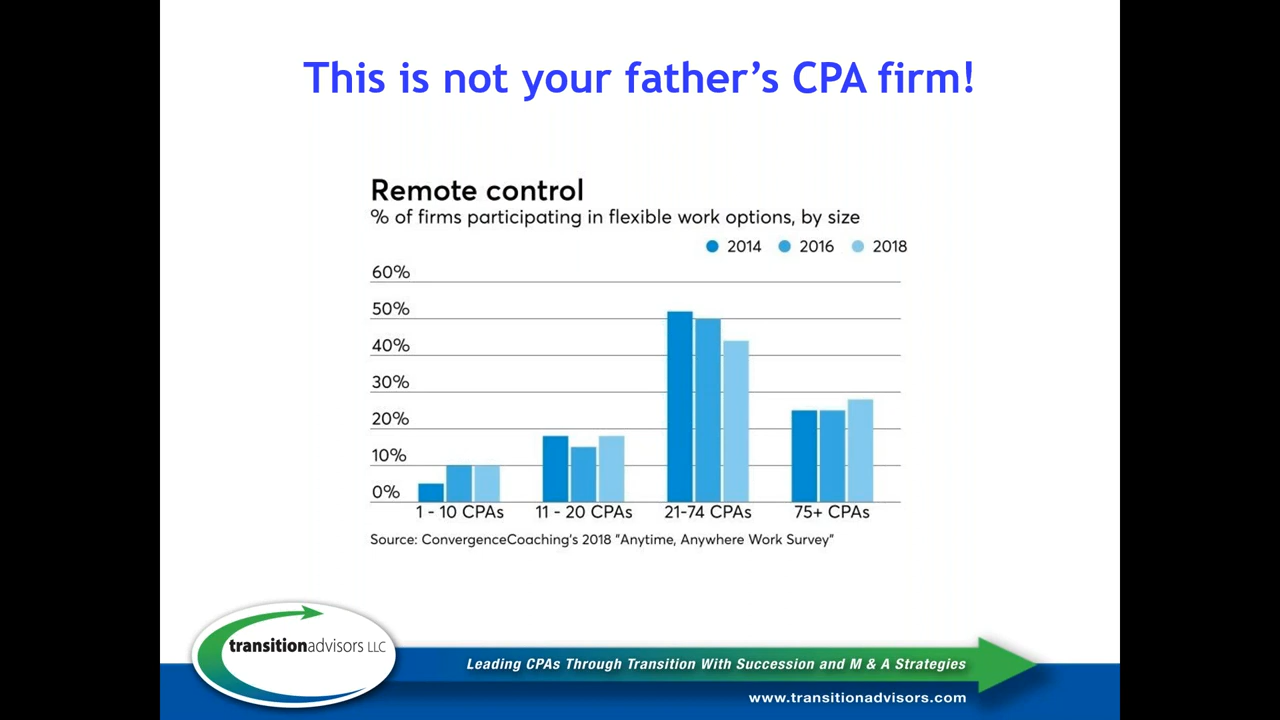 This is not your father’s CPA firm!
Remote control
% of firms participating in flexible work options, by size
2014 2016 2018
60%
50%
40%
30%
20%
10%
0%
1 - 10 CPAs 11 - 20 CPAs 21-74 CPAs 75+ CPAs
Source: ConvergenceCoaching's 2018 "Anytime, Anywhere Work Survey"
transitionadvisors LLC
Leading CPAs Through Transition With Succession and M & A Strategies
www.transitionadvisors.com